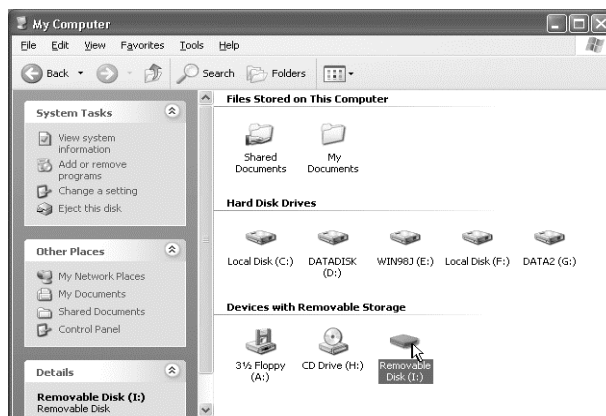 My Computer
File Edit View Favorites Tools Help
Back Search Folders
System Tasks
View system
information
Add or remove
programs
Change a setting
Eject this disk
Other Places
My Network Places
My Documents
Shared Documents
Control Panel
Details
Removable Disk (I:)
Removable Disk
Files Stored on This Computer
Shared
Documents
My
Documents
Hard Disk Drives
Local Disk (C:)
DATADISK
(D:)
WIN98J (E:)
Local Disk (F:)
DATA2 (G:)
Devices with Removable Storage
3½ Floppy
(A:)
CD Drive (H:)
Removable
Disk (I:)